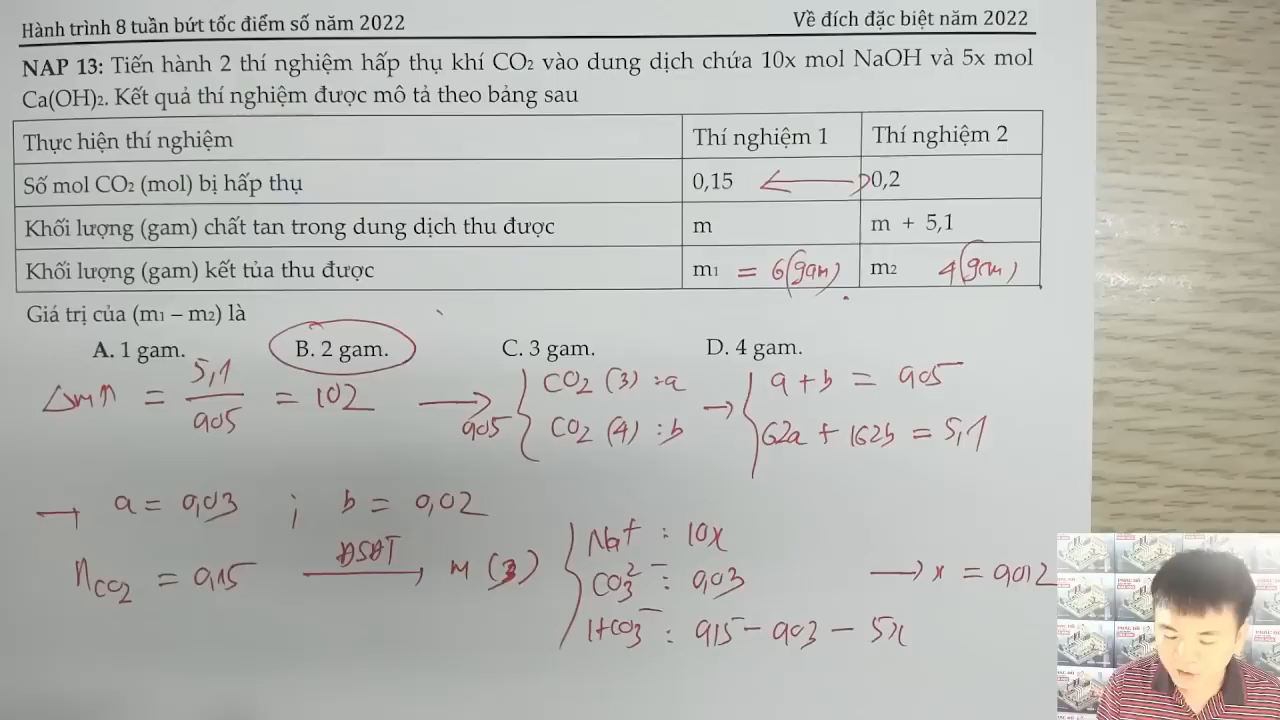 Hành trình 8 tuần bứt tốc điểm số năm 2022
Về đích đặc biệt năm 2022
NAP 13: Tiến hành 2 thí nghiệm hấp thụ khí CO₂ vào dung dịch chứa 10x mol NaOH và 5x mol
Ca(OH)₂. Kết quả thí nghiệm được mô tả theo bảng sau
Thực hiện thí nghiệm Thí nghiệm 1 Thí nghiệm 2
Số mol CO₂ (mol) bị hấp thụ 0,15 0,2
Khối lượng (gam) chất tan trong dung dịch thu được m m + 5,1
Khối lượng (gam) kết tủa thu được m₁ = 6(gam) m₂ 4(gam)
Giá trị của (m₁ – m₂) là
A. 1 gam. B. 2 gam. C. 3 gam. D. 4 gam.
Δm↑ = 5,1/0,05 = 102 → 0,05 { CO₂ (3) : a → { a + b = 0,05
CO₂ (4) : b 62a + 162b = 5,1
→ a = 0,03 ; b = 0,02
nCO₂ = 0,15 BSĐT → m (3) { Na⁺ : 10x
CO₃²⁻ : 0,03 → x = 0,012
HCO₃⁻ : 0,15 – 0,03 – 5x